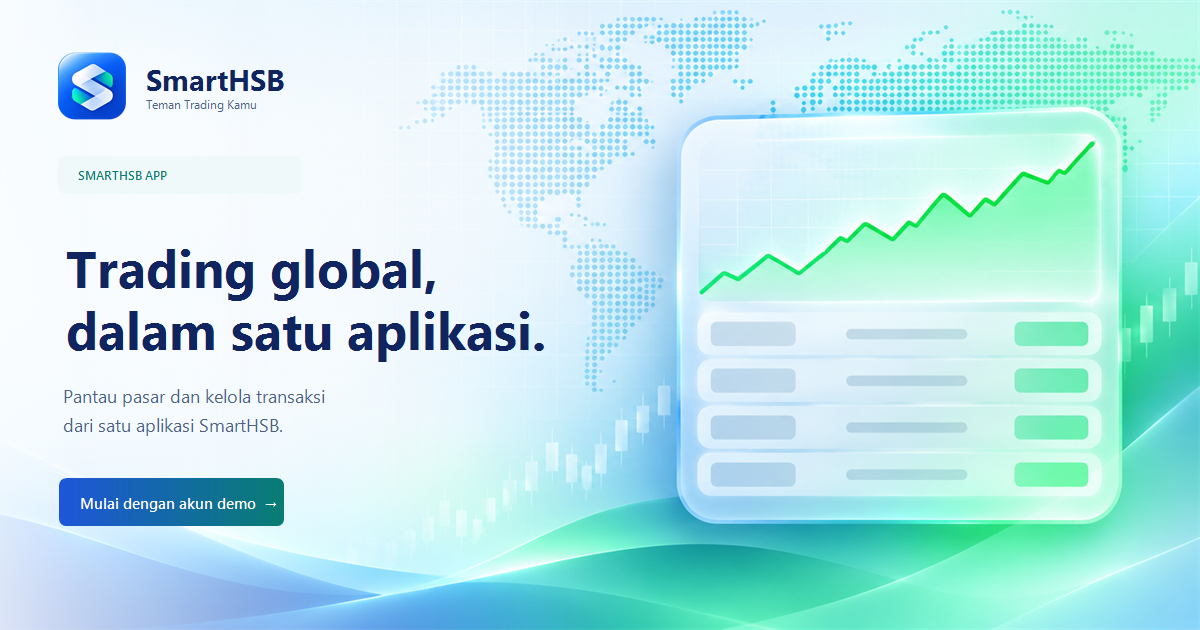 SmartHSB
Teman Trading Kamu
SMARTHSB APP
Trading global,
dalam satu aplikasi.
Pantau pasar dan kelola transaksi
dari satu aplikasi SmartHSB.
Mulai dengan akun demo →